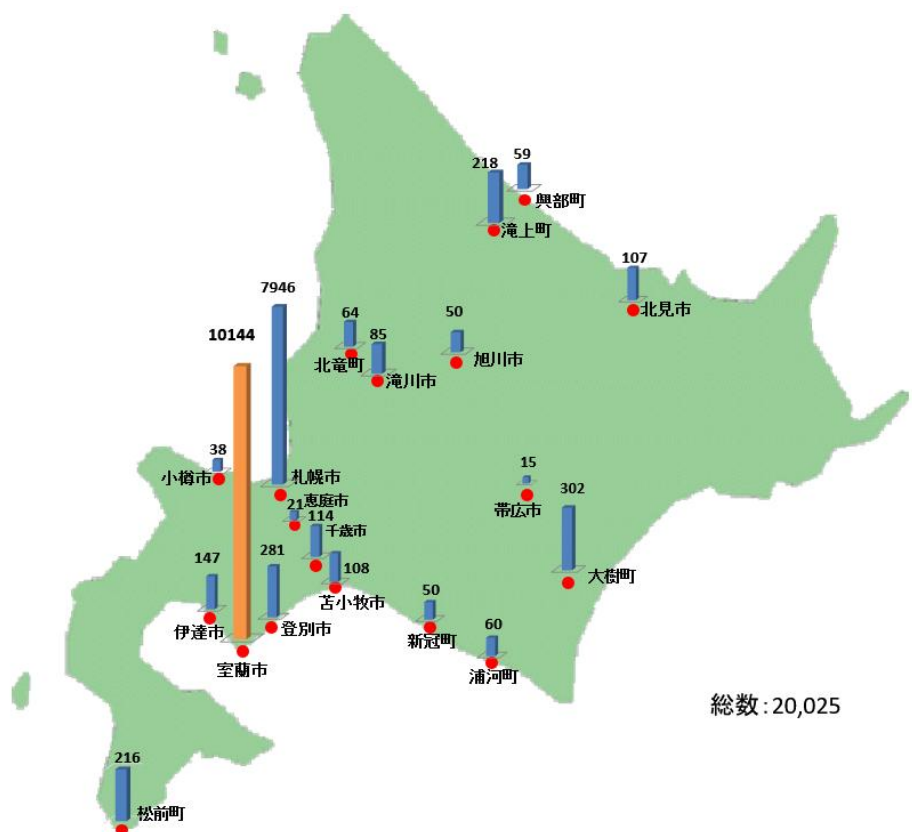 59
218
興部町
滝上町
107
北見市
7946
64
85
50
北竜町
滝川市
旭川市
10144
38
小樽市
札幌市
恵庭市
21
114
千歳市
15
帯広市
302
大樹町
147
281
108
苫小牧市
伊達市
登別市
室蘭市
50
新冠町
60
浦河町
総数:20,025
216
松前町